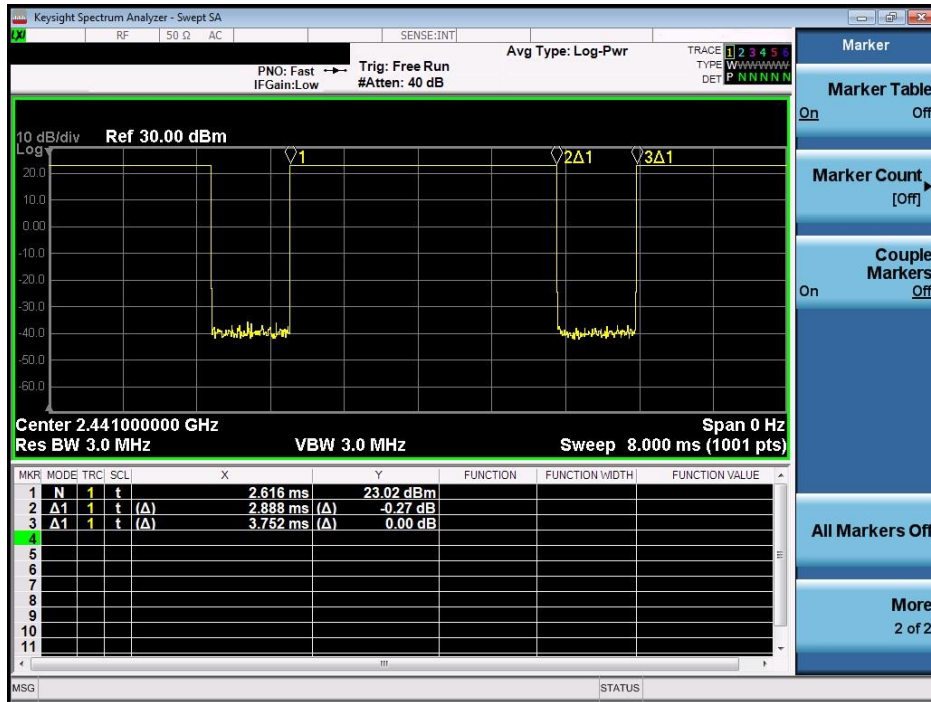 Keysight Spectrum Analyzer - Swept SA
LXI RF 50 Ω AC SENSE:INT
Marker
Avg Type: Log-Pwr
TRACE 1 2 3 4 5 6
TYPE WWWWWWW
DET P N N N N N
PNO: Fast
IFGain:Low
Trig: Free Run
#Atten: 40 dB
Marker Table
On Off
10 dB/div Ref 30.00 dBm
Log
1 2Δ1 3Δ1
20.0
10.0
0.00
-10.0
-20.0
-30.0
-40.0
-50.0
-60.0
Marker Count
[Off]
Couple
Markers
On Off
Center 2.441000000 GHz Span 0 Hz
Res BW 3.0 MHz VBW 3.0 MHz Sweep 8.000 ms (1001 pts)
MKR MODE TRC SCL X Y FUNCTION FUNCTION WIDTH FUNCTION VALUE
1 N 1 t 2.616 ms 23.02 dBm
2 Δ1 1 t (Δ) 2.888 ms (Δ) -0.27 dB
3 Δ1 1 t (Δ) 3.752 ms (Δ) 0.00 dB
4
5
6
7
8
9
10
11
All Markers Off
More
2 of 2
MSG STATUS